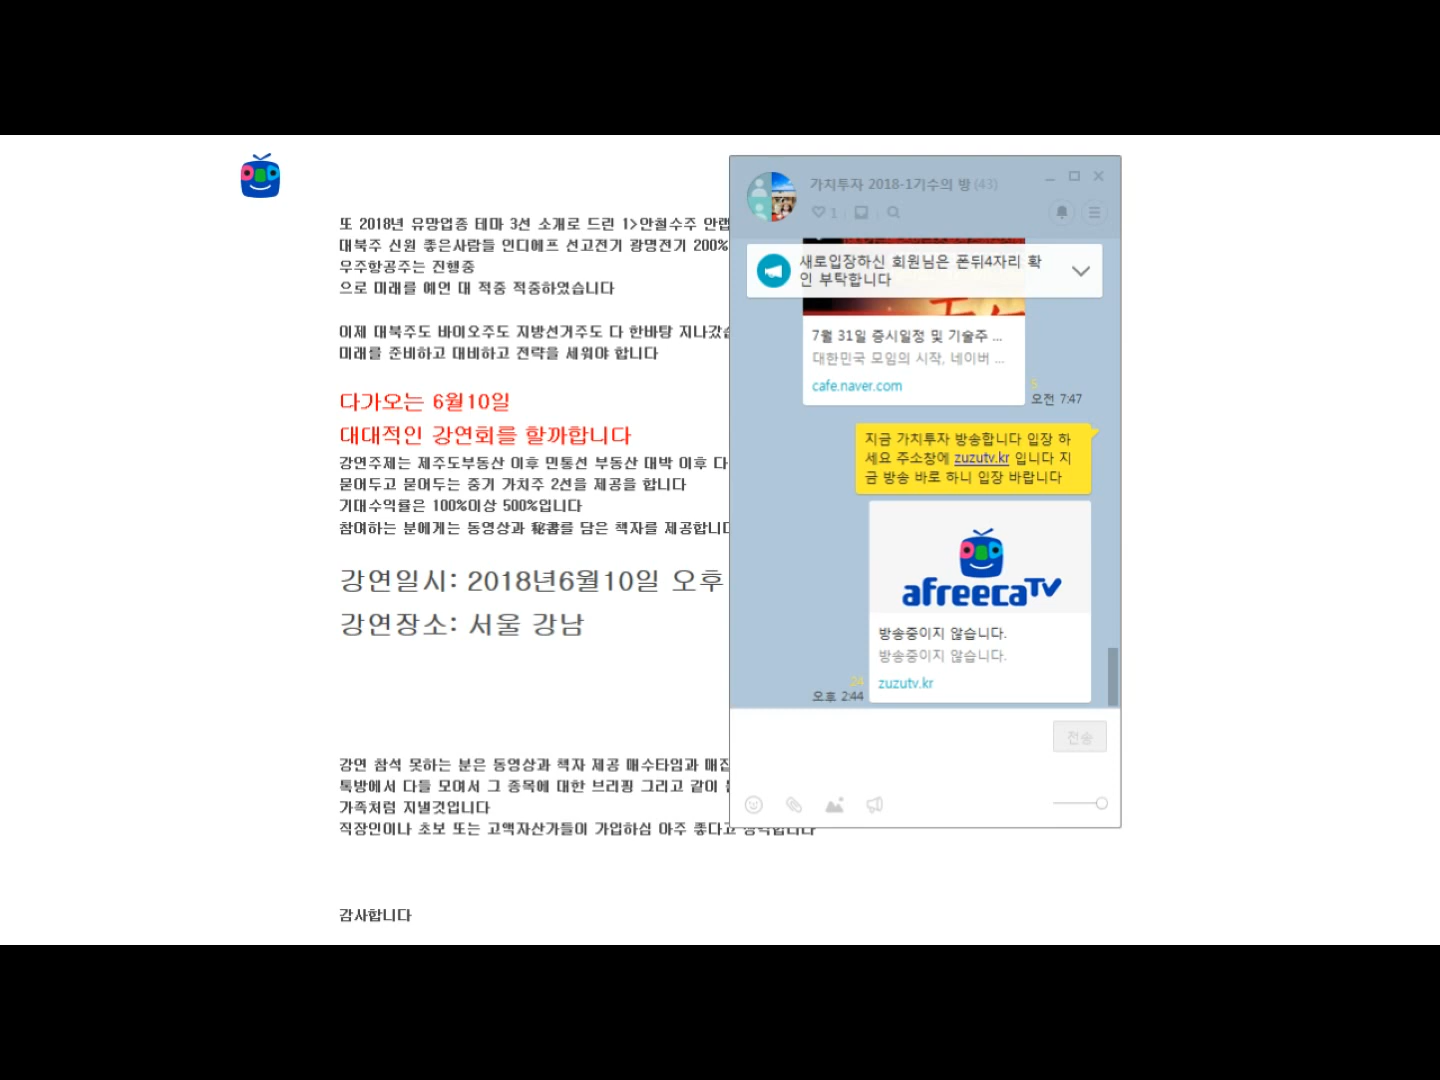 또 2018년 유망업종 테마 3선 소개로 드린 1>안철수주 안랩
대북주 신원 좋은사람들 인디에프 선고전기 광명전기 200%
우주항공주는 진행중
으로 미래를 예언 대 적중 적중하였습니다
이제 대북주도 바이오주도 지방선거주도 다 한바탕 지나갔습
미래를 준비하고 대비하고 전략을 세워야 합니다
다가오는 6월10일
대대적인 강연회를 할까합니다
강연주제는 제주도부동산 이후 민통선 부동산 대박 이후 다
묻어두고 묻어두는 중기 가치주 2선을 제공을 합니다
기대수익률은 100%이상 500%입니다
참여하는 분에게는 동영상과 秘書를 담은 책자를 제공합니다
강연일시: 2018년6월10일 오후
강연장소: 서울 강남
강연 참석 못하는 분은 동영상과 책자 제공 매수타임과 매집
톡방에서 다들 모여서 그 종목에 대한 브리핑 그리고 같이
가족처럼 지낼것입니다
직장인이나 초보 또는 고액자산가들이 가입하심 아주 좋다고 생각합니다
감사합니다
가치투자 2018-1기수의 방 (43)
1
새로입장하신 회원님은 폰뒤4자리 확
인 부탁합니다
7월 31일 증시일정 및 기술주 ...
대한민국 모임의 시작, 네이버 ...
cafe.naver.com
5
오전 7:47
지금 가치투자 방송합니다 입장 하
세요 주소창에 zuzutv.kr 입니다 지
금 방송 바로 하니 입장 바랍니다
afreecaTV
방송중이지 않습니다.
방송중이지 않습니다.
zuzutv.kr
24
오후 2:44
전송